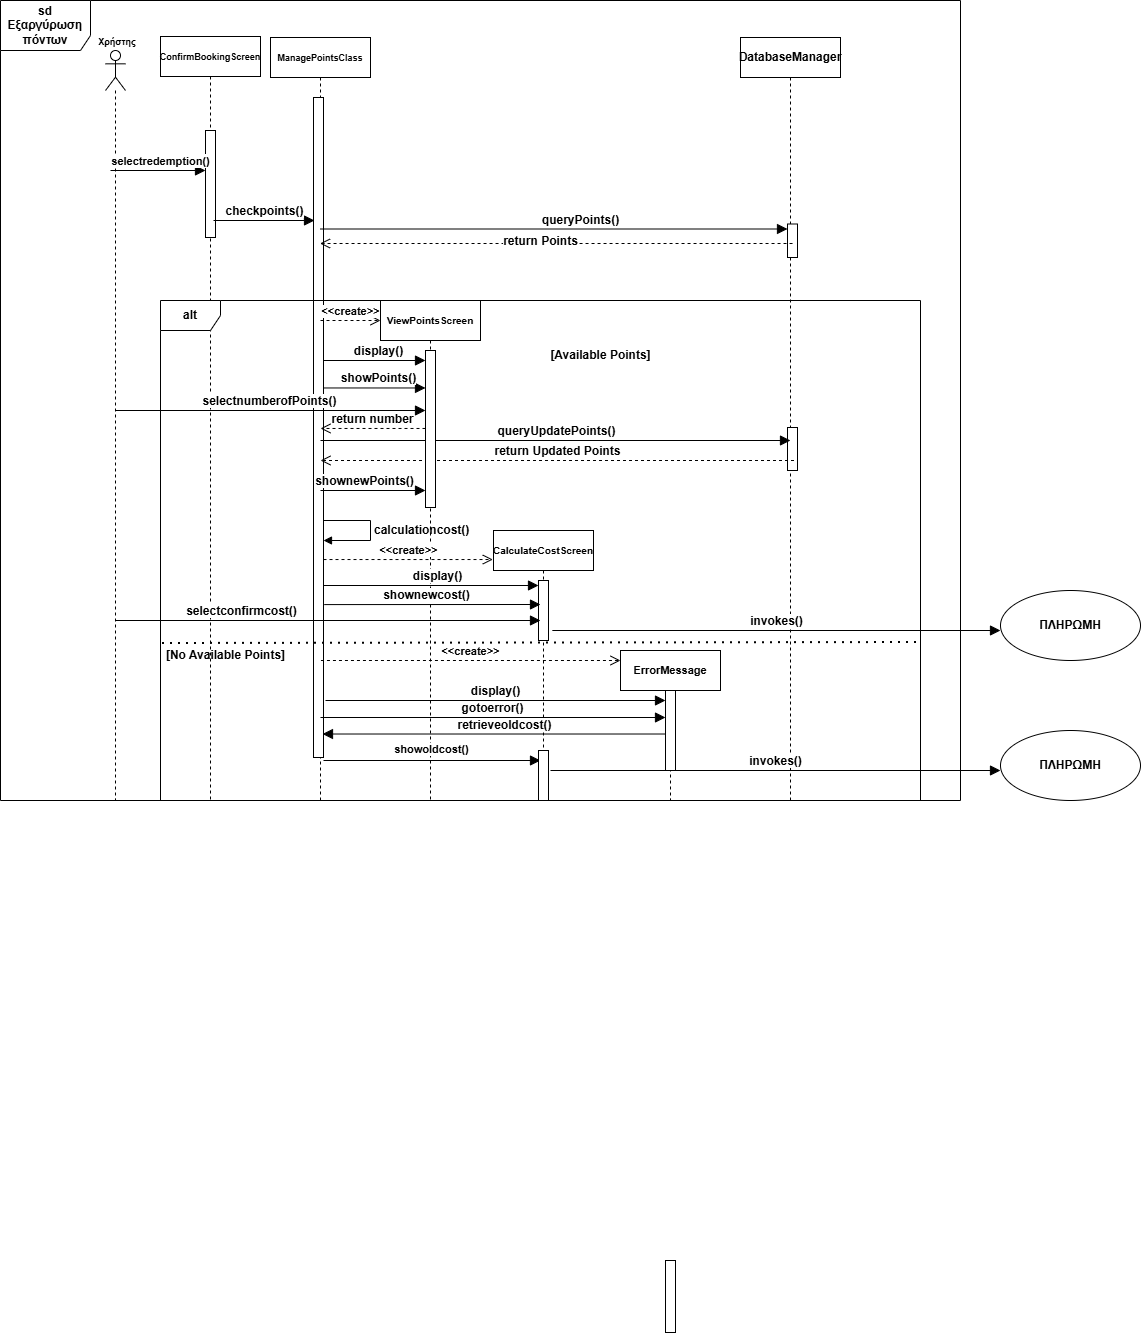 sd
Εξαργύρωση
πόντων
Χρήστης
ConfirmBookingScreen
ManagePointsClass
DatabaseManager
selectredemption()
checkpoints()
queryPoints()
return Points
alt
<<create>>
ViewPointsScreen
display()
[Available Points]
showPoints()
selectnumberofPoints()
return number
queryUpdatePoints()
return Updated Points
shownewPoints()
calculationcost()
<<create>>
CalculateCostScreen
display()
shownewcost()
selectconfirmcost()
invokes()
ΠΛΗΡΩΜΗ
[No Available Points]
<<create>>
ErrorMessage
display()
gotoerror()
retrieveoldcost()
showoldcost()
invokes()
ΠΛΗΡΩΜΗ